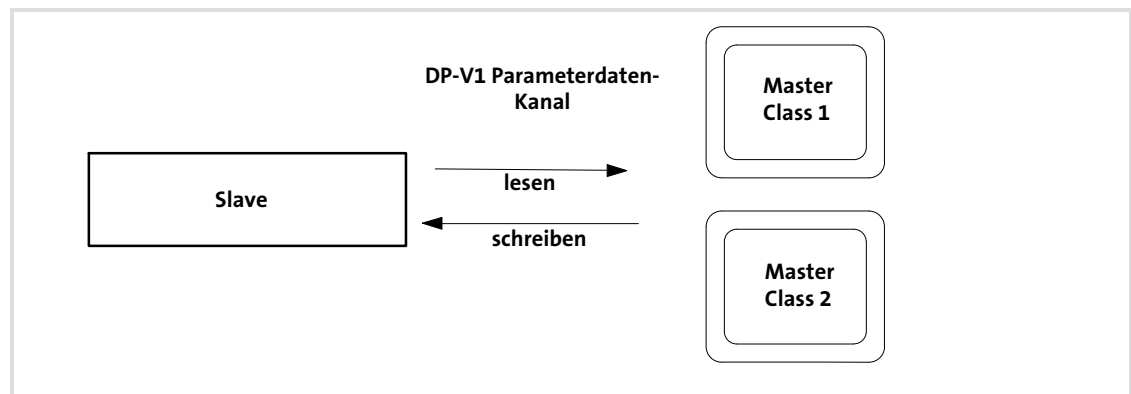 DP-V1 Parameterdaten-
Kanal
Master
Class 1
Slave
lesen
schreiben
Master
Class 2